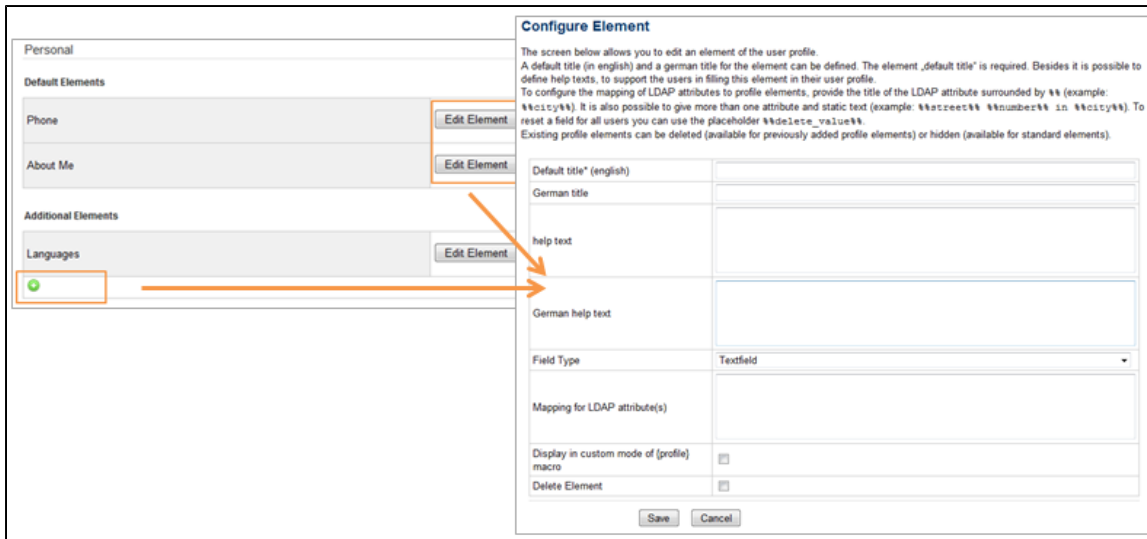 Personal
Default Elements
Phone
Edit Element
About Me
Edit Element
Additional Elements
Languages
Edit Element
Configure Element
The screen below allows you to edit an element of the user profile.
A default title (in english) and a german title for the element can be defined. The element „default title" is required. Besides it is possible to
define help texts, to support the users in filling this element in their user profile.
To configure the mapping of LDAP attributes to profile elements, provide the title of the LDAP attribute surrounded by %% (example:
%%city%%). It is also possible to give more than one attribute and static text (example: %%street%% %%number%% in %%city%%). To
reset a field for all users you can use the placeholder %%delete_value%%.
Existing profile elements can be deleted (available for previously added profile elements) or hidden (available for standard elements).
Default title* (english)
German title
help text
German help text
Field Type
Textfield
Mapping for LDAP attribute(s)
Display in custom mode of {profile}
macro
Delete Element
Save
Cancel